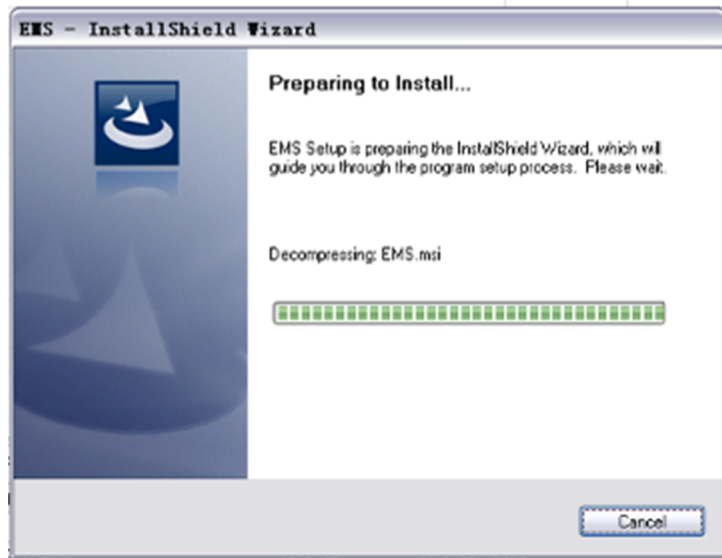 EMS - InstallShield Wizard
Preparing to Install...
EMS Setup is preparing the InstallShield Wizard, which will
guide you through the program setup process. Please wait.
Decompressing: EMS.msi
Cancel